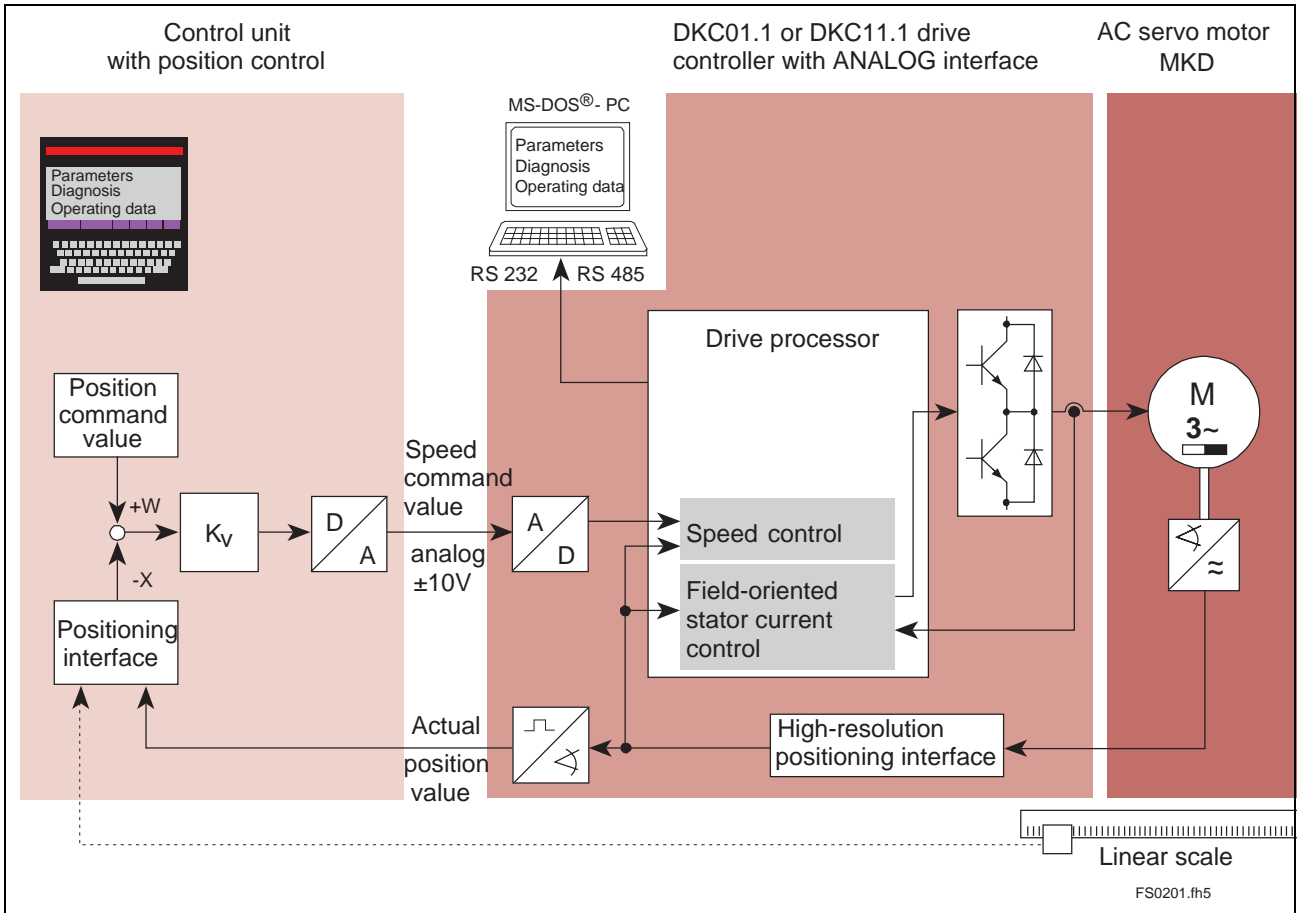 Control unit
with position control
DKC01.1 or DKC11.1 drive
controller with ANALOG interface
AC servo motor
MKD
MS-DOS®- PC
Parameters
Diagnosis
Operating data
Parameters
Diagnosis
Operating data
RS 232
RS 485
Drive processor
Position
command
value
+W
-X
Kv
D
A
Speed
command
value
analog
±10V
A
D
Speed control
Field-oriented
stator current
control
M
3~
≈
Positioning
interface
Actual
position
value
High-resolution
positioning interface
Linear scale
FS0201.fh5